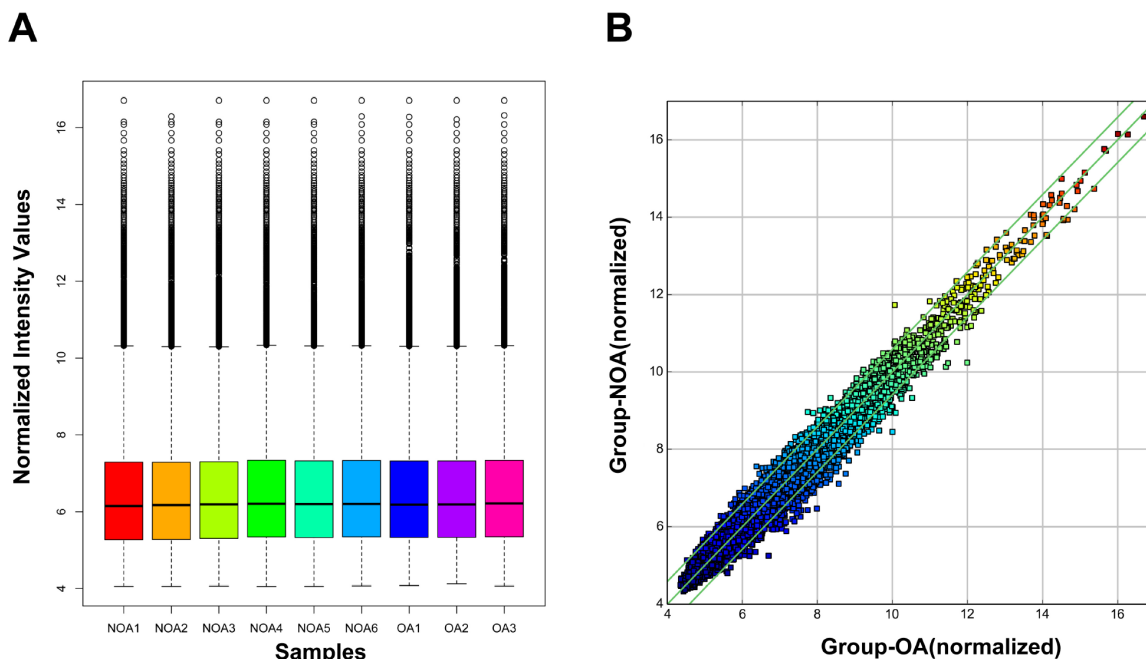 A
Normalized Intensity Values
16
14
12
10
8
6
4
NOA1 NOA2 NOA3 NOA4 NOA5 NOA6 OA1 OA2 OA3
Samples
B
Group-NOA(normalized)
16
14
12
10
8
6
4
4 6 8 10 12 14 16
Group-OA(normalized)